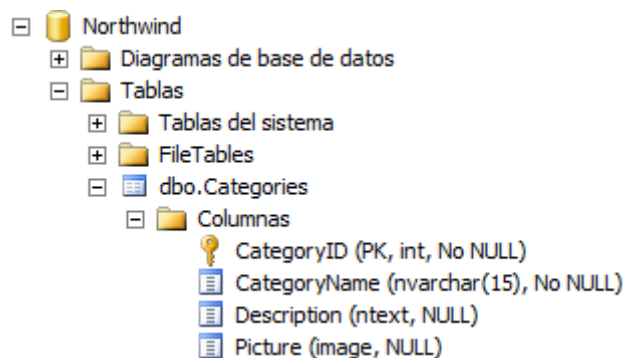 Northwind
Diagramas de base de datos
Tablas
Tablas del sistema
FileTables
dbo.Categories
Columnas
CategoryID (PK, int, No NULL)
CategoryName (nvarchar(15), No NULL)
Description (ntext, NULL)
Picture (image, NULL)